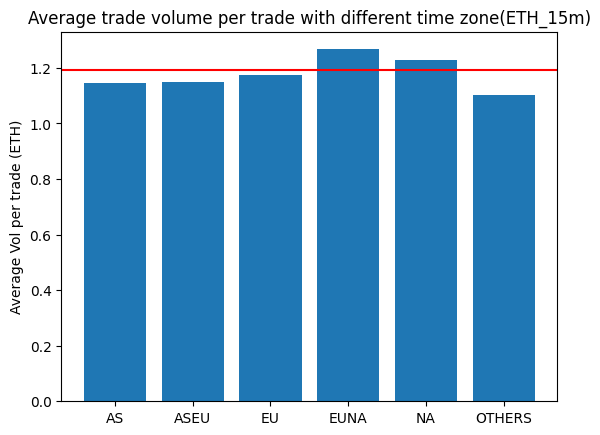 Average trade volume per trade with different time zone(ETH_15m)
Average Vol per trade (ETH)
1.2
1.0
0.8
0.6
0.4
0.2
0.0
AS ASEU EU EUNA NA OTHERS